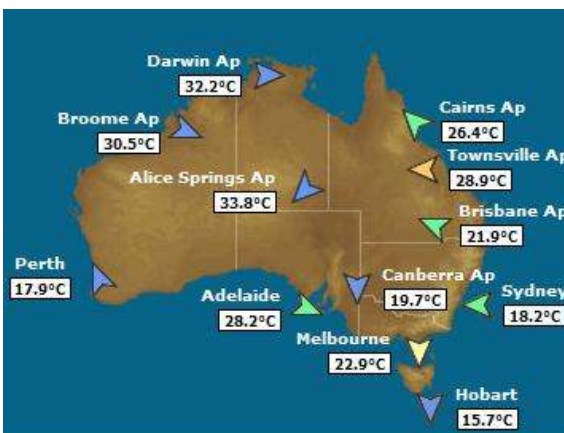 Darwin Ap
32.2°C
Broome Ap
30.5°C
Cairns Ap
26.4°C
Townsville Ap
28.9°C
Alice Springs Ap
33.8°C
Brisbane Ap
21.9°C
Perth
17.9°C
Adelaide
28.2°C
Canberra Ap
19.7°C
Sydney
18.2°C
Melbourne
22.9°C
Hobart
15.7°C